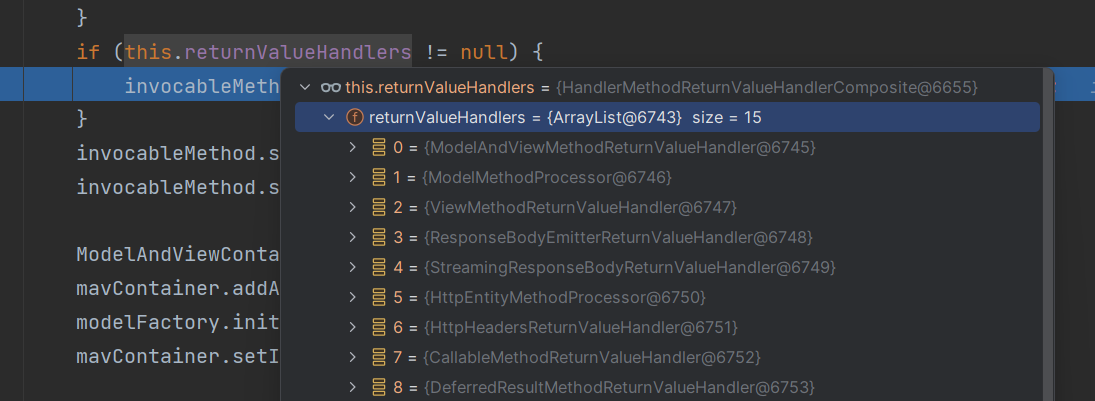 }
if (this.returnValueHandlers != null) {
invocableMeth
this.returnValueHandlers = {HandlerMethodReturnValueHandlerComposite@6655}
}
f returnValueHandlers = {ArrayList@6743} size = 15
0 = {ModelAndViewMethodReturnValueHandler@6745}
invocableMethod.s
1 = {ModelMethodProcessor@6746}
invocableMethod.s
2 = {ViewMethodReturnValueHandler@6747}
3 = {ResponseBodyEmitterReturnValueHandler@6748}
ModelAndViewConta
4 = {StreamingResponseBodyReturnValueHandler@6749}
mavContainer.addA
5 = {HttpEntityMethodProcessor@6750}
modelFactory.init
6 = {HttpHeadersReturnValueHandler@6751}
mavContainer.setI
7 = {CallableMethodReturnValueHandler@6752}
8 = {DeferredResultMethodReturnValueHandler@6753}